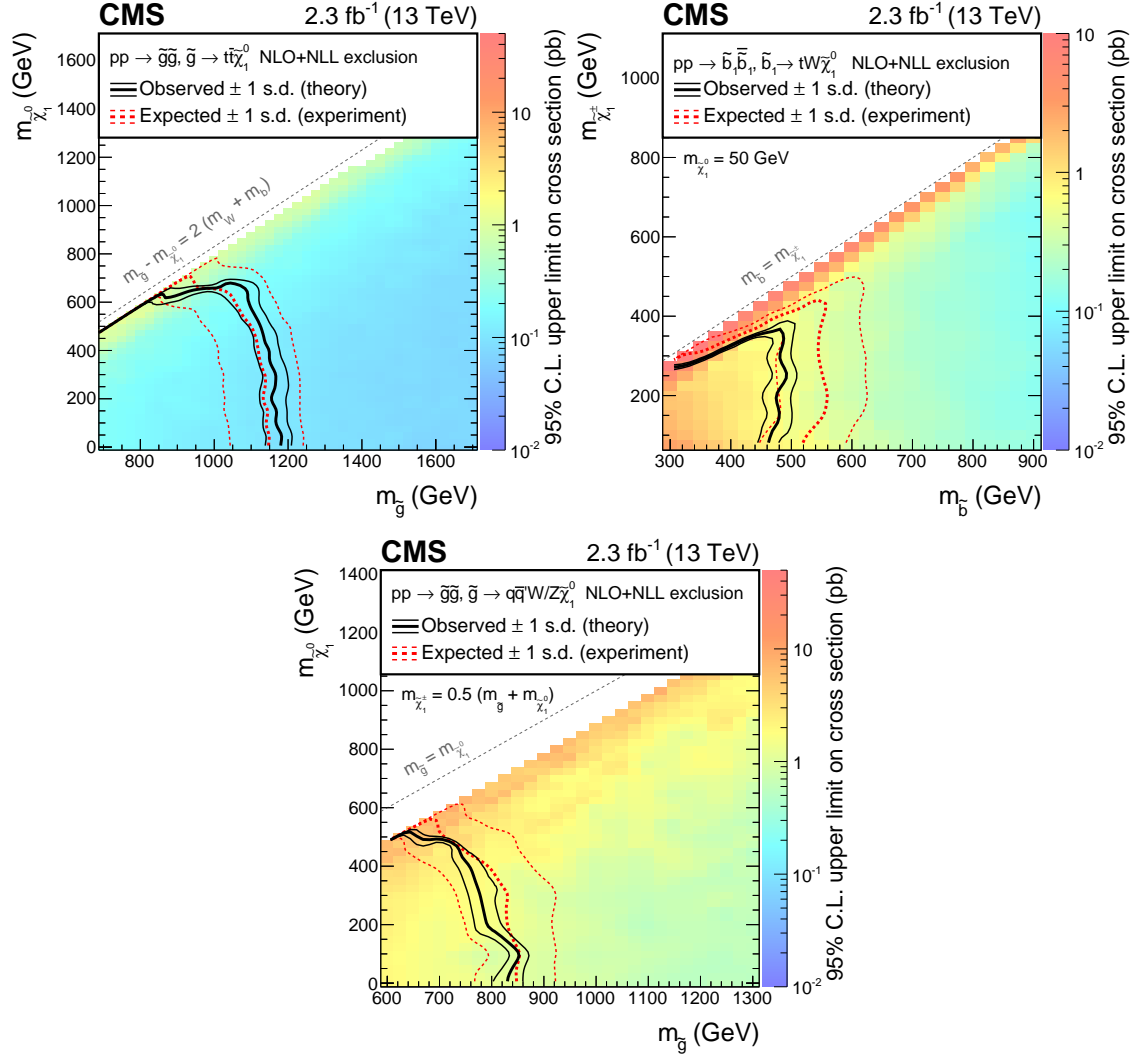 CMS 2.3 fb⁻¹ (13 TeV)
pp → g̃g̃, g̃ → tt̄χ̃⁰₁ NLO+NLL exclusion
Observed ± 1 s.d. (theory)
Expected ± 1 s.d. (experiment)
m_g̃ - m_χ̃⁰₁ = 2 (m_W + m_b)
m_χ̃⁰₁ (GeV)
1600
1400
1200
1000
800
600
400
200
0
800 1000 1200 1400 1600
m_g̃ (GeV)
10
1
10⁻¹
10⁻²
95% C.L. upper limit on cross section (pb)
CMS 2.3 fb⁻¹ (13 TeV)
pp → b̃₁b̃̄₁, b̃₁ → tWχ̃⁰₁ NLO+NLL exclusion
Observed ± 1 s.d. (theory)
Expected ± 1 s.d. (experiment)
m_χ̃⁰₁ = 50 GeV
m_b̃ = m_χ̃±₁
m_χ̃±₁ (GeV)
1000
800
600
400
200
300 400 500 600 700 800 900
m_b̃ (GeV)
10
1
10⁻¹
10⁻²
95% C.L. upper limit on cross section (pb)
CMS 2.3 fb⁻¹ (13 TeV)
pp → g̃g̃, g̃ → qq̄'W/Zχ̃⁰₁ NLO+NLL exclusion
Observed ± 1 s.d. (theory)
Expected ± 1 s.d. (experiment)
m_χ̃±₁ = 0.5 (m_g̃ + m_χ̃⁰₁)
m_g̃ = m_χ̃⁰₁
m_χ̃⁰₁ (GeV)
1400
1200
1000
800
600
400
200
0
600 700 800 900 1000 1100 1200 1300
m_g̃ (GeV)
10
1
10⁻¹
10⁻²
95% C.L. upper limit on cross section (pb)